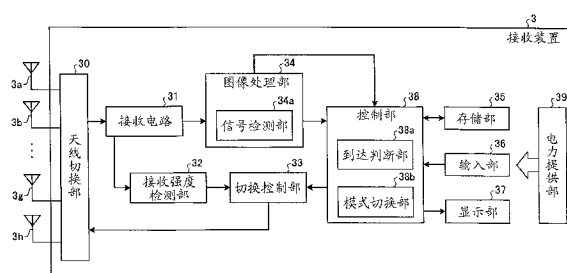 3
接收装置
3a
3b
3g
3h
30
天线切换部
31
接收电路
32
接收强度
检测部
33
切换控制部
34
图像处理部
34a
信号检测部
38
控制部
38a
到达判断部
38b
模式切换部
35
存储部
36
输入部
37
显示部
39
电力提供部